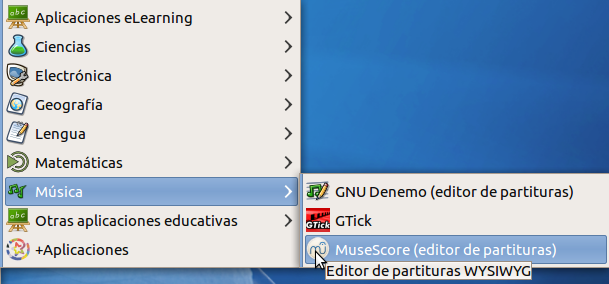 Aplicaciones eLearning
Ciencias
Electrónica
Geografía
Lengua
Matemáticas
Música
Otras aplicaciones educativas
+Aplicaciones
GNU Denemo (editor de partituras)
GTick
MuseScore (editor de partituras)
Editor de partituras WYSIWYG